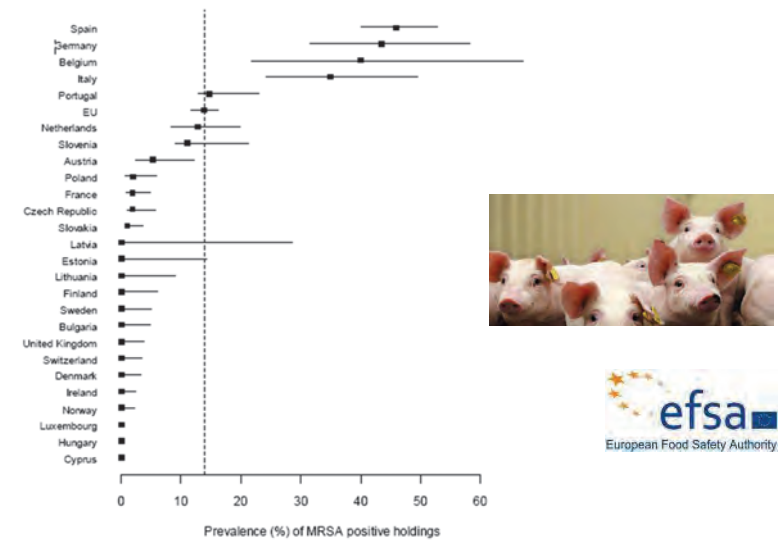 Spain
Germany
Belgium
Italy
Portugal
EU
Netherlands
Slovenia
Austria
Poland
France
Czech Republic
Slovakia
Latvia
Estonia
Lithuania
Finland
Sweden
Bulgaria
United Kingdom
Switzerland
Denmark
Ireland
Norway
Luxembourg
Hungary
Cyprus
0 10 20 30 40 50 60
Prevalence (%) of MRSA positive holdings
efsa
European Food Safety Authority